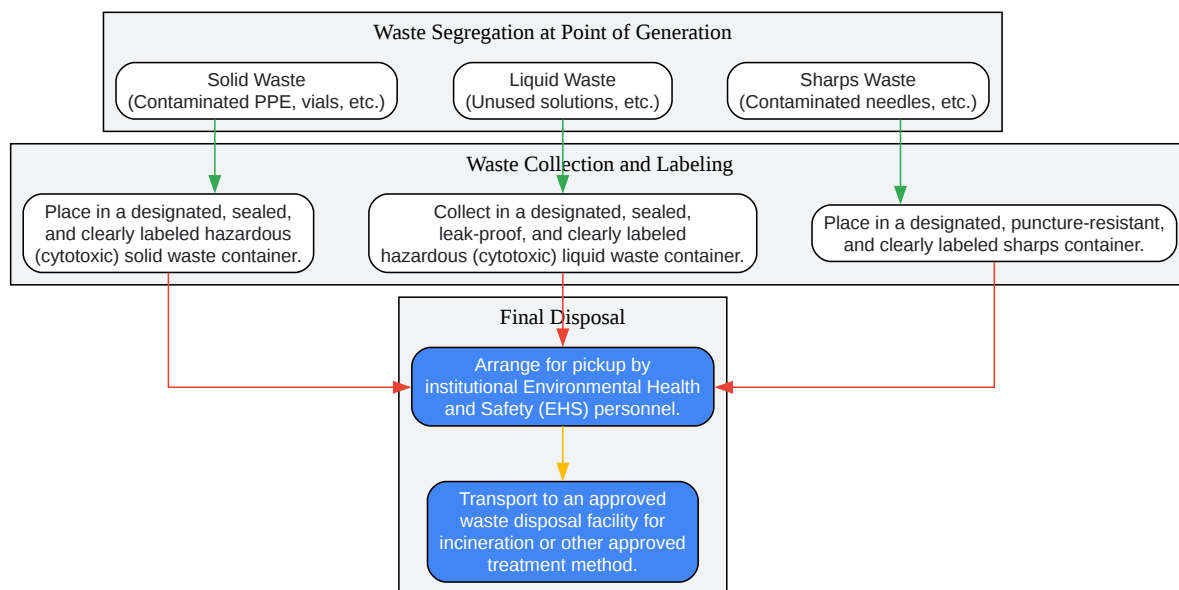 Waste Segregation at Point of Generation
Solid Waste
(Contaminated PPE, vials, etc.)
Liquid Waste
(Unused solutions, etc.)
Sharps Waste
(Contaminated needles, etc.)
Waste Collection and Labeling
Place in a designated, sealed,
and clearly labeled hazardous
(cytotoxic) solid waste container.
Collect in a designated, sealed,
leak-proof, and clearly labeled
hazardous (cytotoxic) liquid waste container.
Place in a designated, puncture-resistant,
and clearly labeled sharps container.
Final Disposal
Arrange for pickup by
institutional Environmental Health
and Safety (EHS) personnel.
Transport to an approved
waste disposal facility for
incineration or other approved
treatment method.